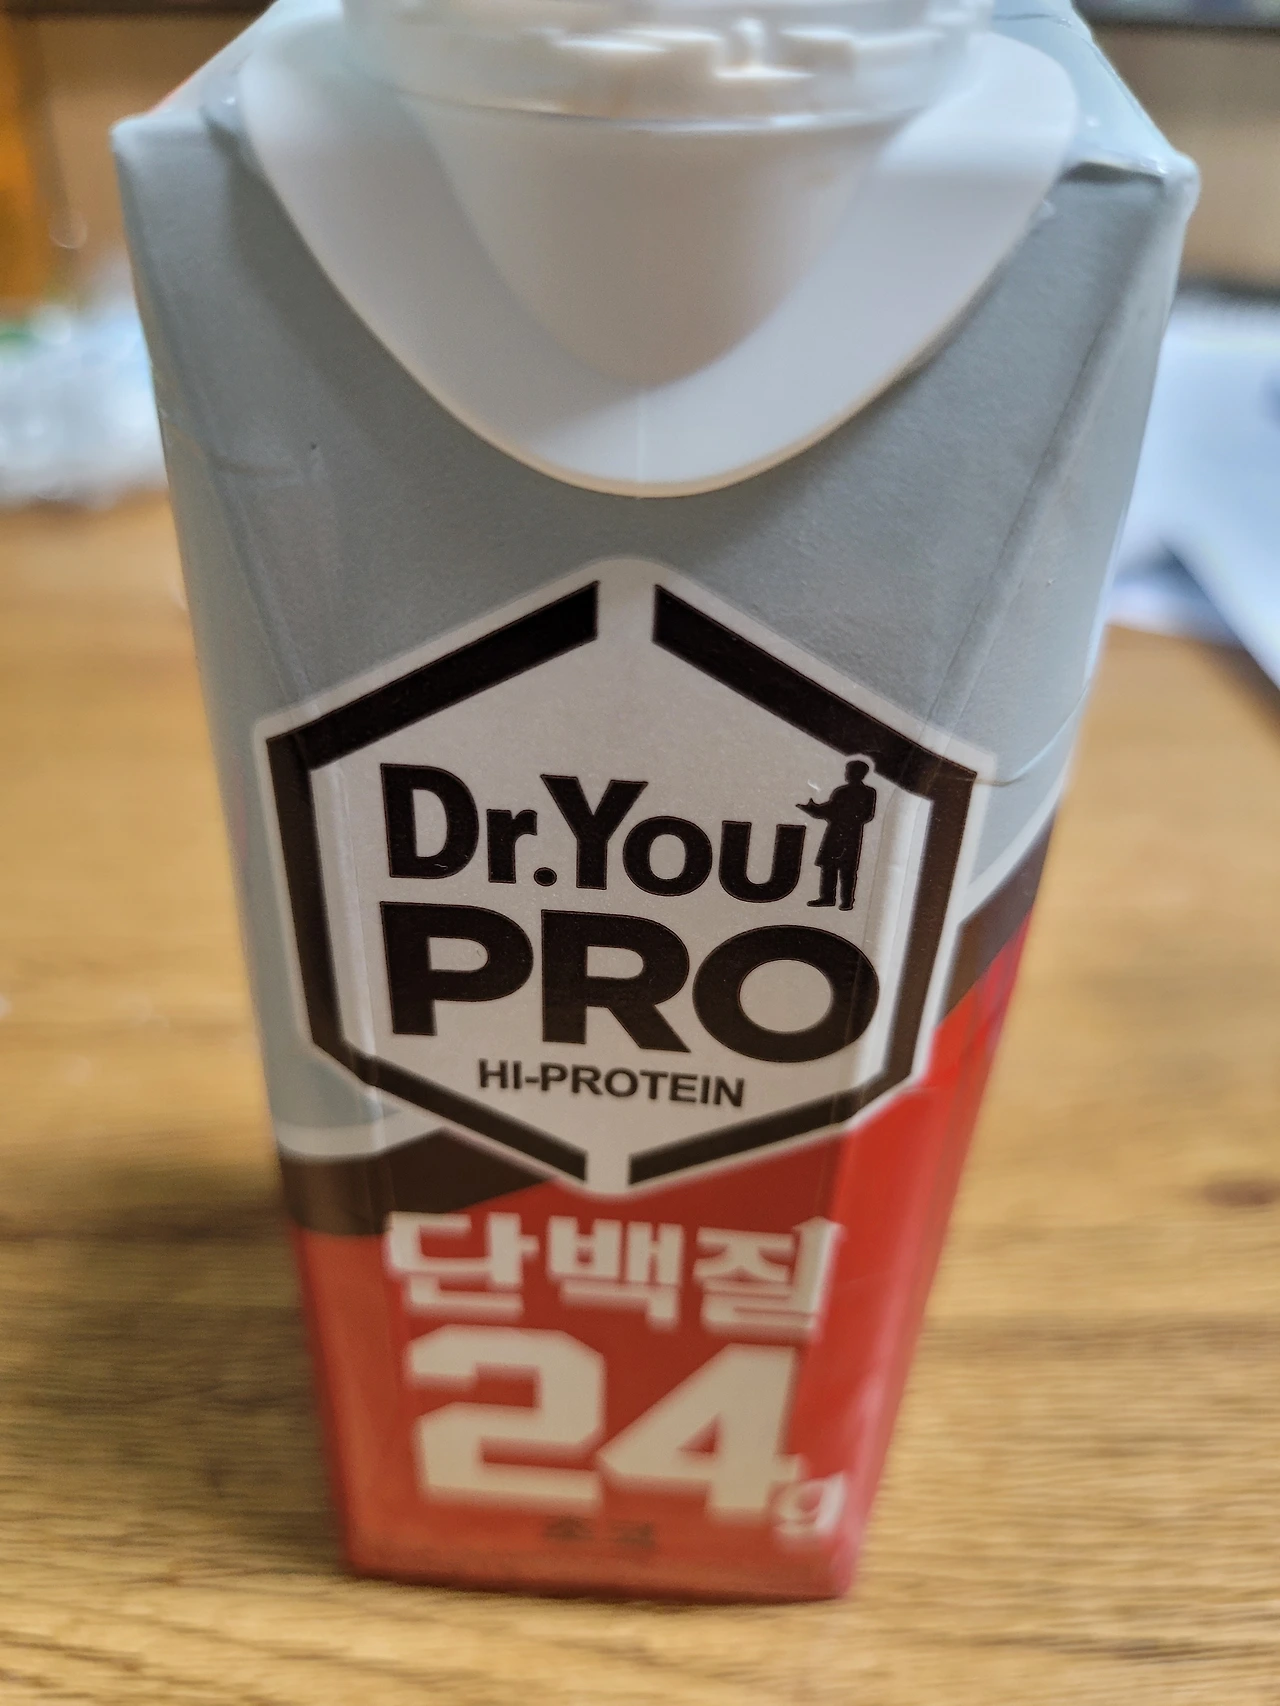 Dr.You
PRO
HI-PROTEIN
단백질
24g